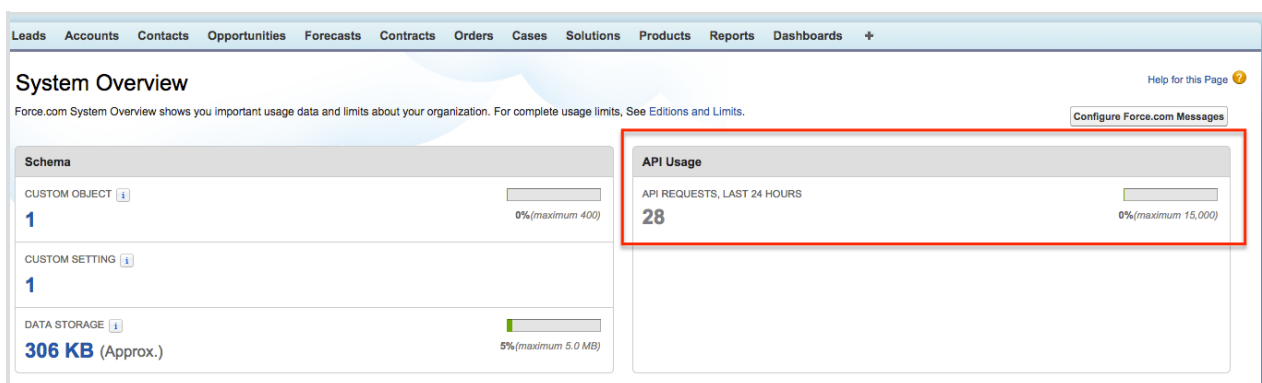 Leads Accounts Contacts Opportunities Forecasts Contracts Orders Cases Solutions Products Reports Dashboards +
System Overview
Help for this Page ?
Force.com System Overview shows you important usage data and limits about your organization. For complete usage limits, See Editions and Limits.
Configure Force.com Messages
Schema
CUSTOM OBJECT i
1
0%(maximum 400)
CUSTOM SETTING i
1
DATA STORAGE i
306 KB (Approx.)
5%(maximum 5.0 MB)
API Usage
API REQUESTS, LAST 24 HOURS
28
0%(maximum 15,000)